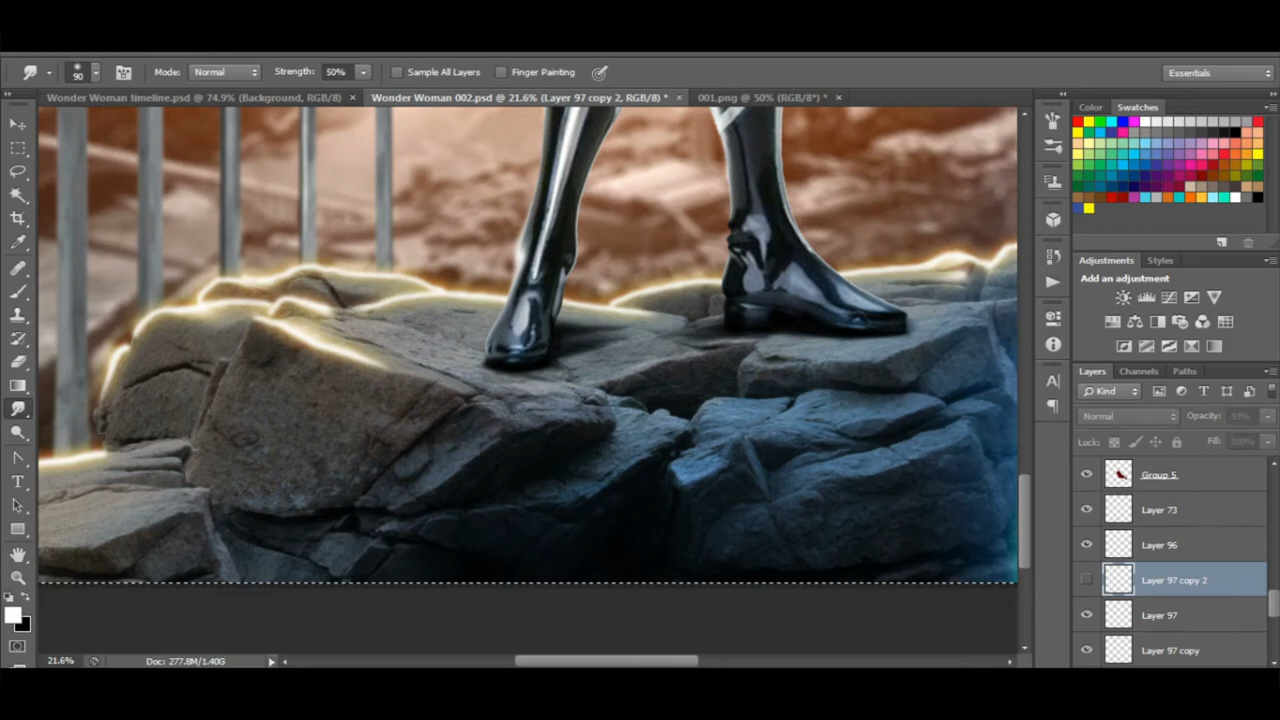 90 Mode: Normal Strength: 50% Sample All Layers Finger Painting Essentials
Wonder Woman timeline.psd @ 74.9% (Background, RGB/8) × Wonder Woman 002.psd @ 21.6% (Layer 97 copy 2, RGB/8) * × 001.png @ 50% (RGB/8*) * ×
Color Swatches
Adjustments Styles
Add an adjustment
Layers Channels Paths
Kind
Normal Opacity: 
Lock: Fill: 100%
Group 5
Layer 73
Layer 96
Layer 97 copy 2
Layer 97
Layer 97 copy
21.6% Doc: 277.8M/1.40G